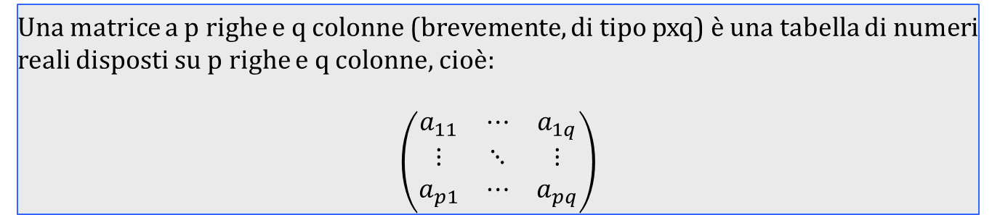 Una matrice a p righe e q colonne (brevemente, di tipo pxq) è una tabella di numeri
reali disposti su p righe e q colonne, cioè:
a₁₁ ⋯ a₁q
⋮ ⋱ ⋮
aₚ₁ ⋯ aₚq